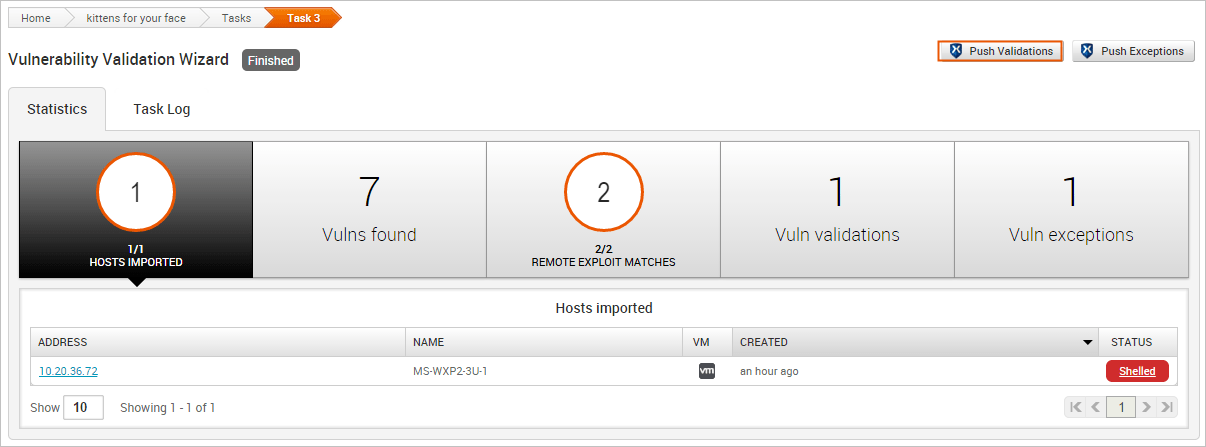 Home kittens for your face Tasks Task 3
Vulnerability Validation Wizard Finished
Push Validations Push Exceptions
Statistics Task Log
1 7 2 1 1
Vulns found Vuln validations Vuln exceptions
1/1 2/2
HOSTS IMPORTED REMOTE EXPLOIT MATCHES
Hosts imported
ADDRESS NAME VM CREATED STATUS
10.20.36.72 MS-WXP2-3U-1 vm an hour ago Shelled
Show 10 Showing 1 - 1 of 1 1